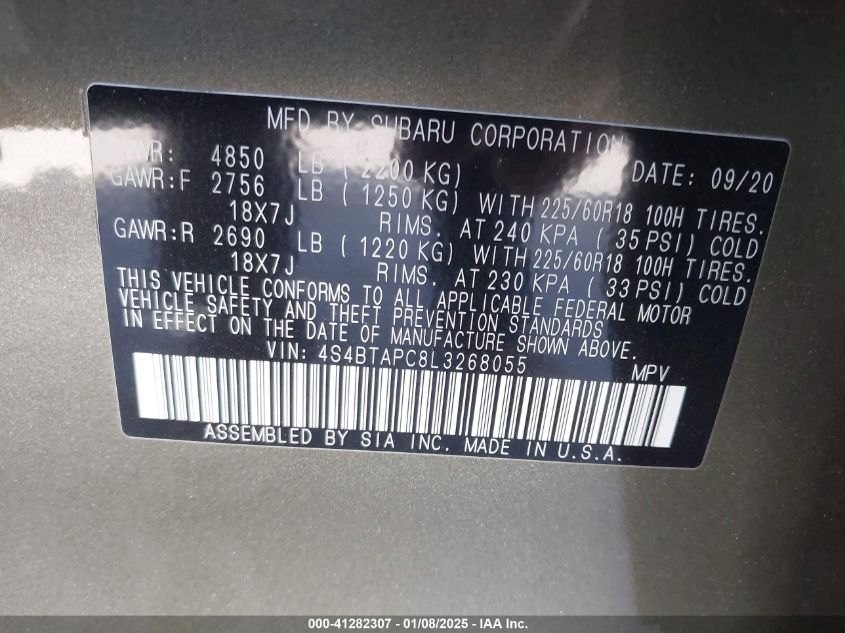 MFD BY SUBARU CORPORATION
GVWR: 4850 LB ( 2200 KG) DATE: 09/20
GAWR:F 2756 LB ( 1250 KG) WITH 225/60R18 100H TIRES.
18X7J RIMS. AT 240 KPA ( 35 PSI) COLD
GAWR:R 2690 LB ( 1220 KG) WITH 225/60R18 100H TIRES.
18X7J RIMS. AT 230 KPA ( 33 PSI) COLD
THIS VEHICLE CONFORMS TO ALL APPLICABLE FEDERAL MOTOR
VEHICLE SAFETY AND THEFT PREVENTION STANDARDS
IN EFFECT ON THE DATE OF MANUFACTURE SHOWN ABOVE.
VIN: 4S4BTAPC8L3268055 MPV
ASSEMBLED BY SIA INC. MADE IN U.S.A.
000-41282307 - 01/08/2025 - IAA Inc.